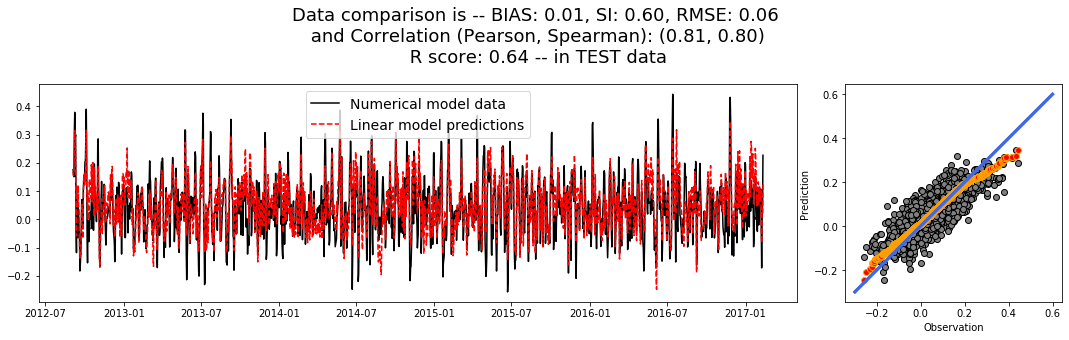 Data comparison is -- BIAS: 0.01, SI: 0.60, RMSE: 0.06
and Correlation (Pearson, Spearman): (0.81, 0.80)
R score: 0.64 -- in TEST data
Numerical model data
Linear model predictions
0.4
0.3
0.2
0.1
0.0
−0.1
−0.2
2012-07 2013-01 2013-07 2014-01 2014-07 2015-01 2015-07 2016-01 2016-07 2017-01
Prediction
0.6
0.4
0.2
0.0
−0.2
−0.2 0.0 0.2 0.4 0.6
Observation